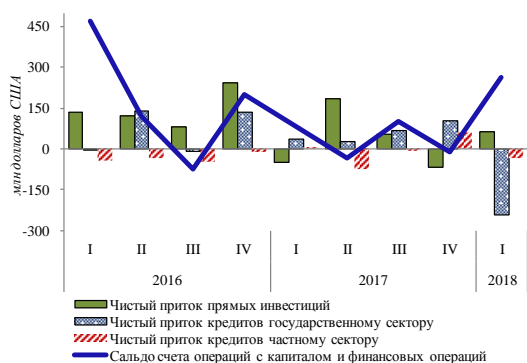 млн долларов США
450
300
150
0
-150
-300
I II III IV I II III IV I
2016 2017 2018
Чистый приток прямых инвестиций
Чистый приток кредитов государственному сектору
Чистый приток кредитов частному сектору
Сальдо счета операций с капиталом и финансовых операций